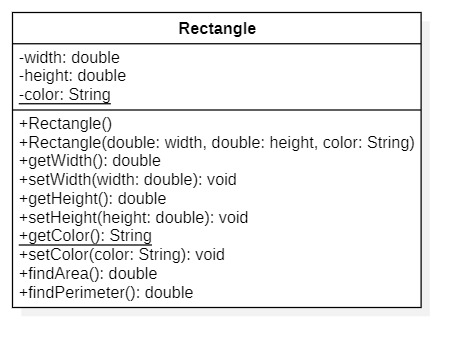 Rectangle
-width: double
-height: double
-color: String
+Rectangle()
+Rectangle(double: width, double: height, color: String)
+getWidth(): double
+setWidth(width: double): void
+getHeight(): double
+setHeight(height: double): void
+getColor(): String
+setColor(color: String): void
+findArea(): double
+findPerimeter(): double